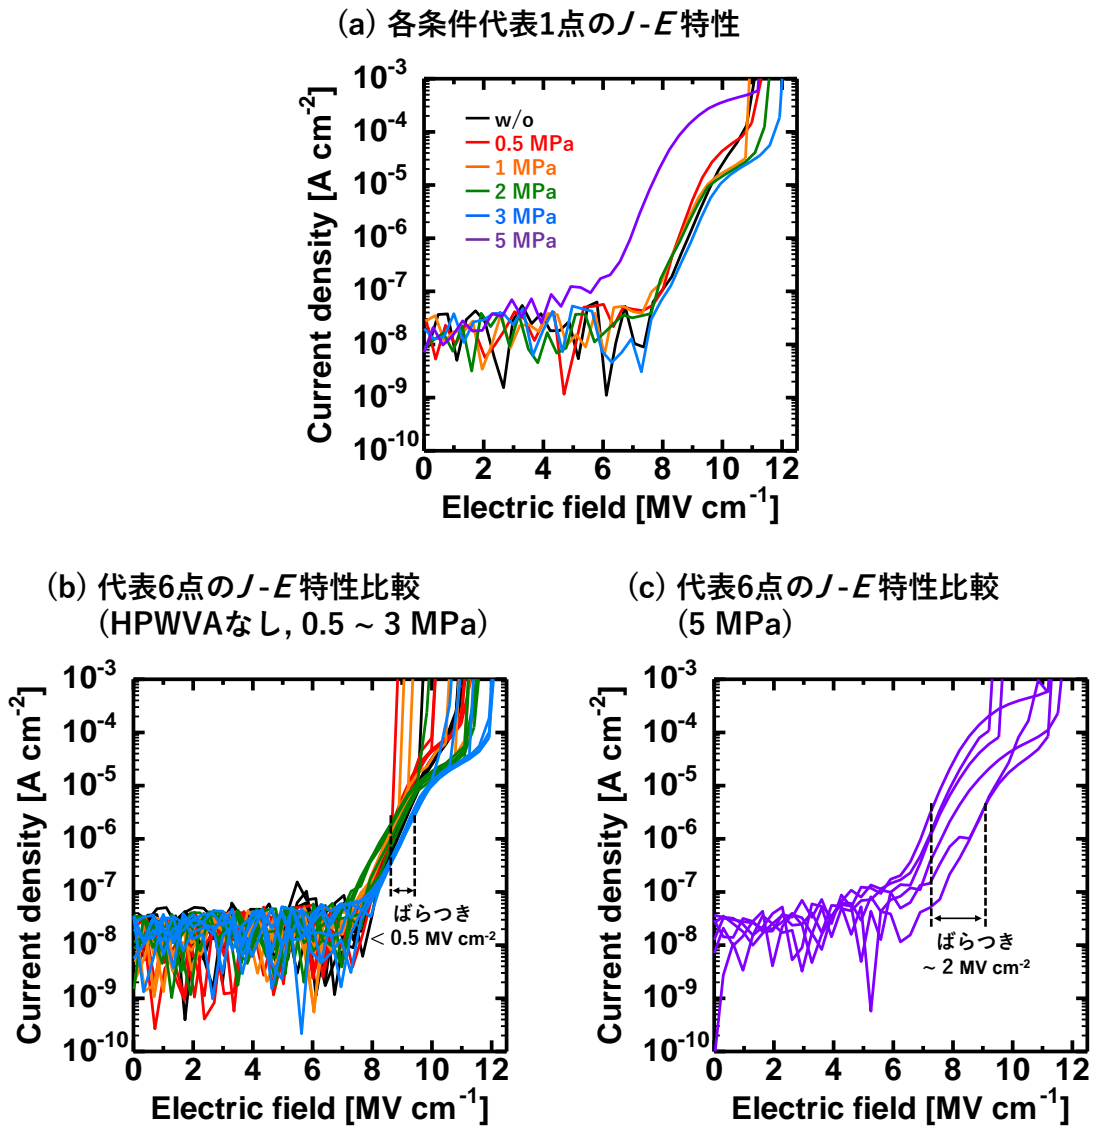 (a) 各条件代表1点のJ-E 特性
Current density [A cm-2]
10-3
10-4
10-5
10-6
10-7
10-8
10-9
10-10
w/o
0.5 MPa
1 MPa
2 MPa
3 MPa
5 MPa
0 2 4 6 8 10 12
Electric field [MV cm-1]
(b) 代表6点のJ-E 特性比較
(HPWVAなし, 0.5 ~ 3 MPa)
Current density [A cm-2]
10-3
10-4
10-5
10-6
10-7
10-8
10-9
10-10
ばらつき
< 0.5 MV cm-2
0 2 4 6 8 10 12
Electric field [MV cm-1]
(c) 代表6点のJ-E 特性比較
(5 MPa)
Current density [A cm-2]
10-3
10-4
10-5
10-6
10-7
10-8
10-9
10-10
ばらつき
~ 2 MV cm-2
0 2 4 6 8 10 12
Electric field [MV cm-1]